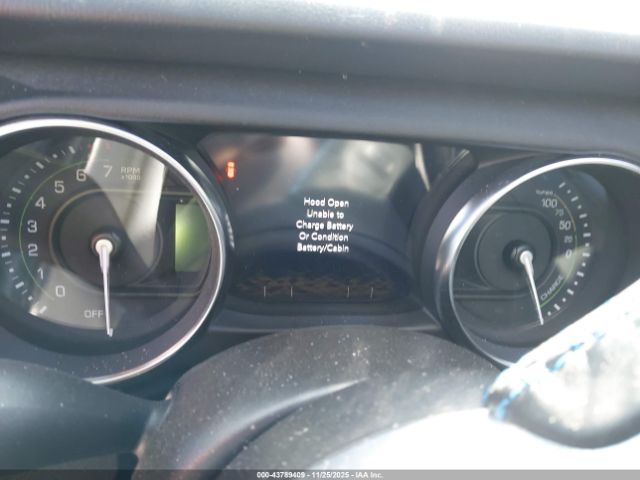 7
RPM
x1000
6
5
4
3
2
1
0
OFF
Hood Open
Unable to
Charge Battery
Or Condition
Battery/Cabin
100
75
50
0
CHARGE
000-43789409 - 11/25/2025 - IAA Inc.